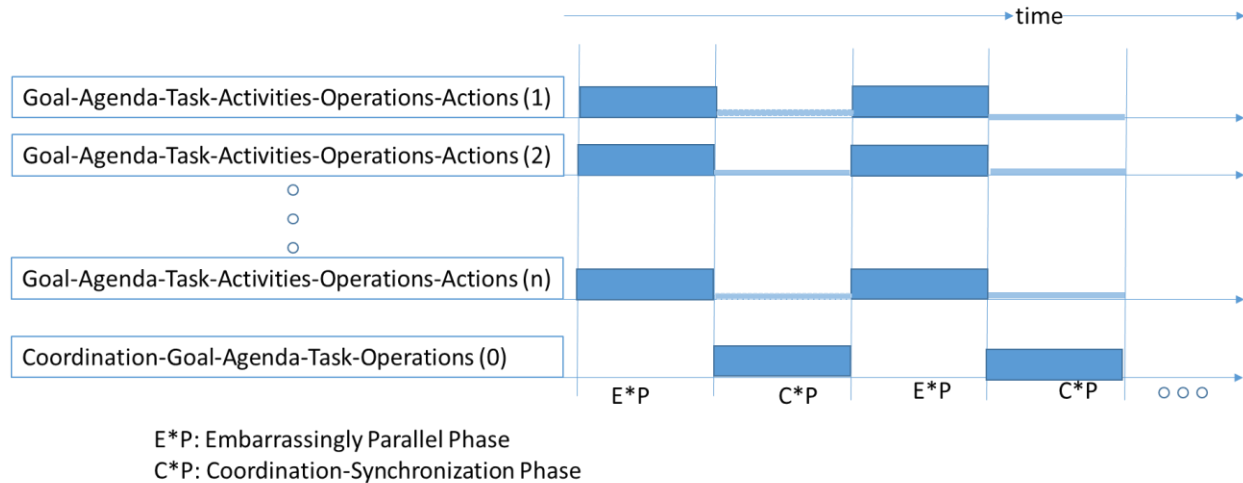 time
Goal-Agenda-Task-Activities-Operations-Actions (1)
Goal-Agenda-Task-Activities-Operations-Actions (2)
Goal-Agenda-Task-Activities-Operations-Actions (n)
Coordination-Goal-Agenda-Task-Operations (0)
E*P C*P E*P C*P
E*P: Embarrassingly Parallel Phase
C*P: Coordination-Synchronization Phase